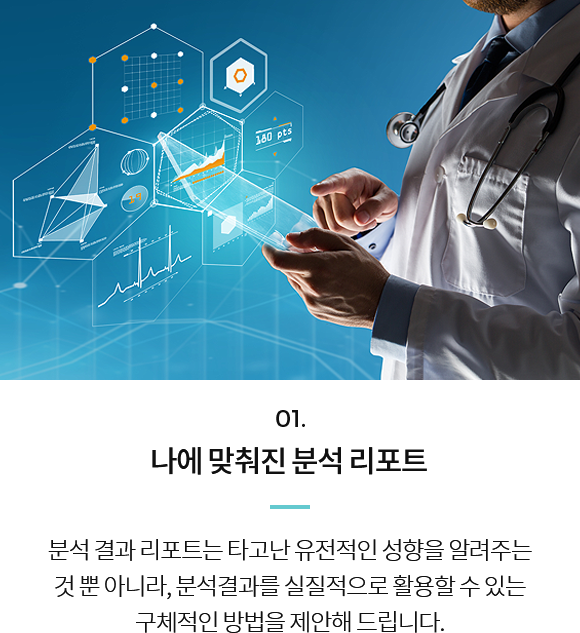 180 pts
01.
나에 맞춰진 분석 리포트
분석 결과 리포트는 타고난 유전적인 성향을 알려주는
것 뿐 아니라, 분석결과를 실질적으로 활용할 수 있는
구체적인 방법을 제안해 드립니다.